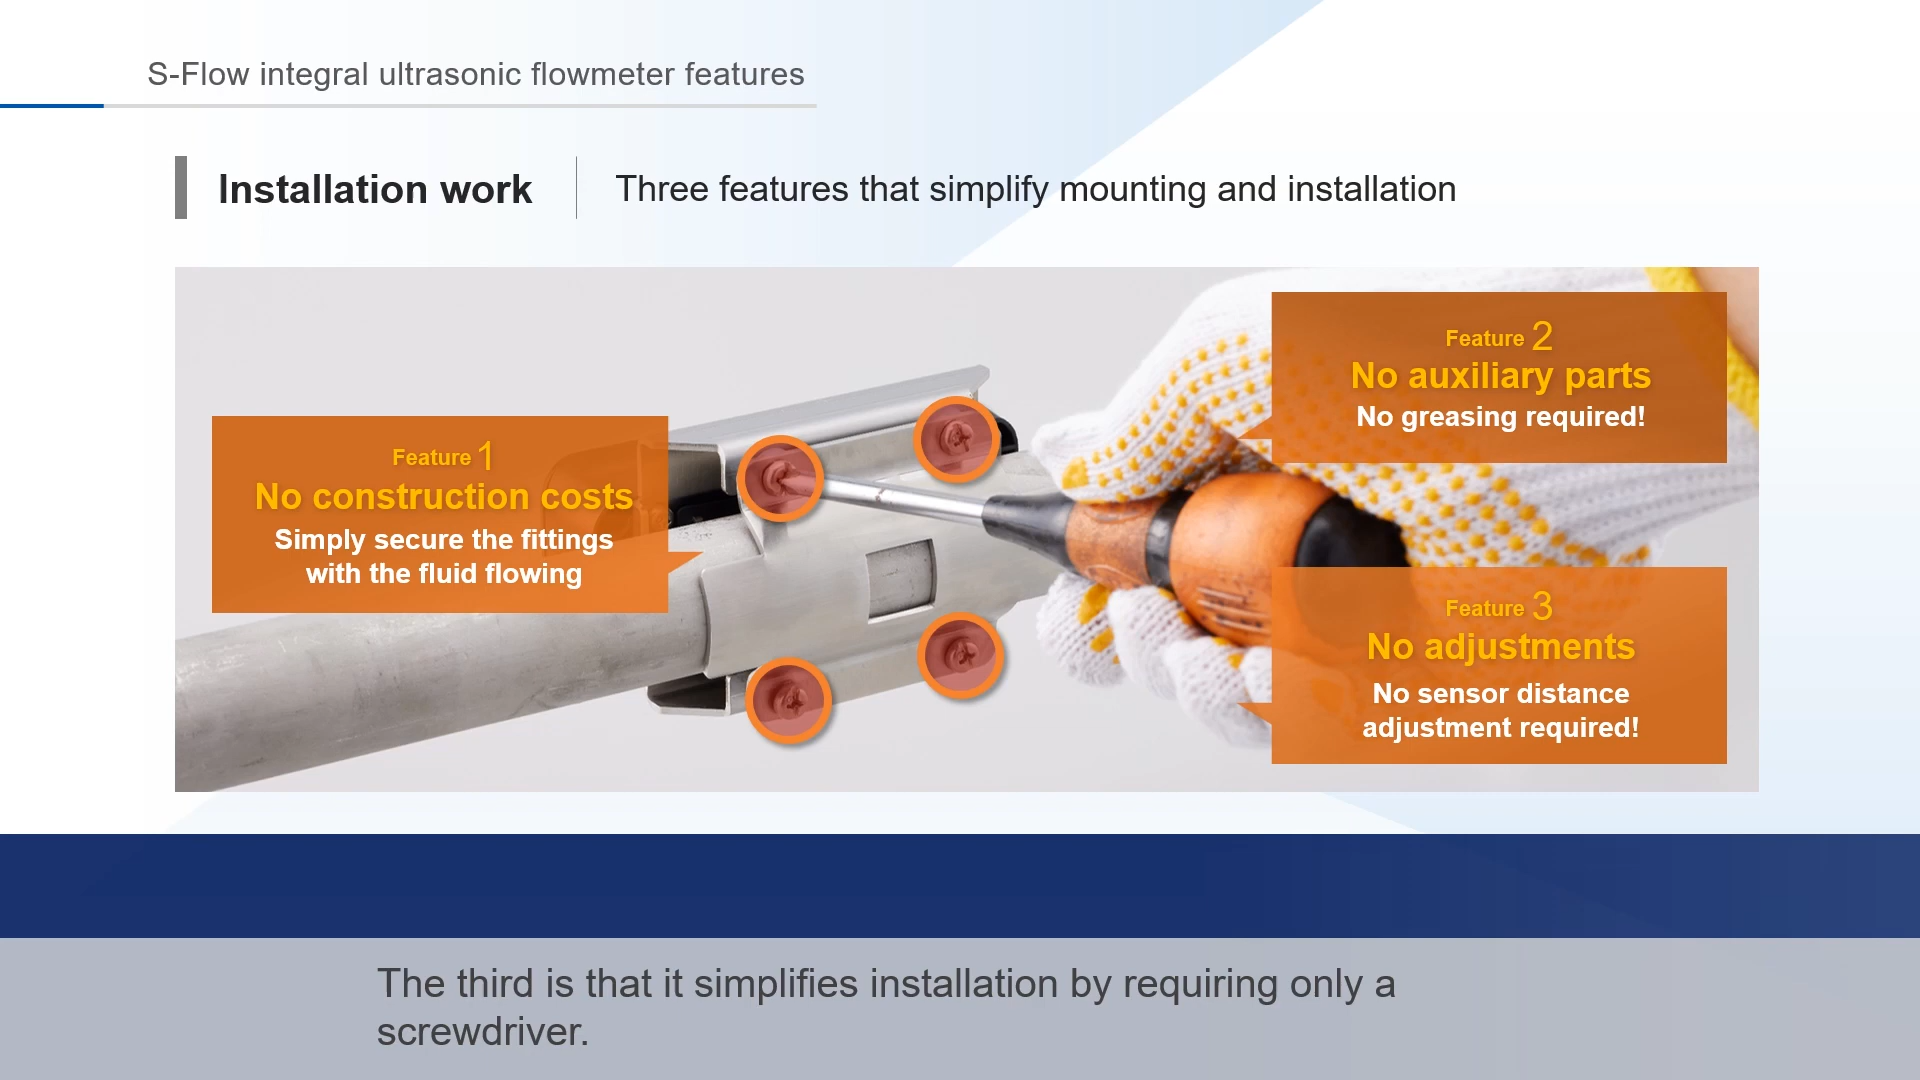 S-Flow integral ultrasonic flowmeter features
Installation work
Three features that simplify mounting and installation
Feature 1
No construction costs
Simply secure the fittings
with the fluid flowing
Feature 2
No auxiliary parts
No greasing required!
Feature 3
No adjustments
No sensor distance
adjustment required!
The third is that it simplifies installation by requiring only a
screwdriver.